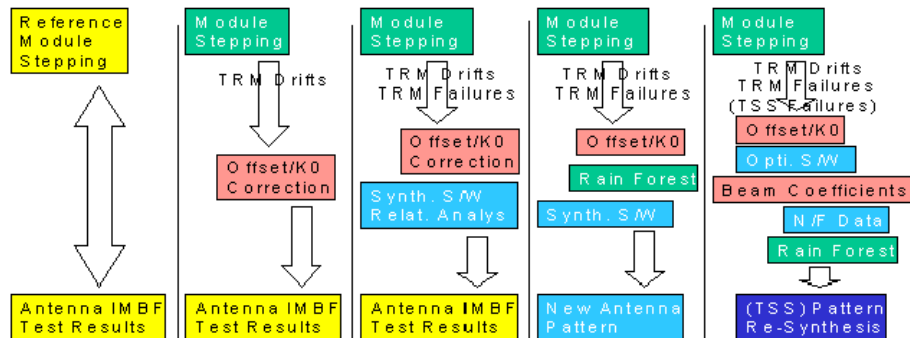 Reference
Module
Stepping
Antenna IMBF
Test Results
Module
Stepping
TRM Drifts
Offset/K0
Correction
Antenna IMBF
Test Results
Module
Stepping
TRM Drifts
TRM Failures
Offset/K0
Correction
Synth. S/W
Relat. Analys
Antenna IMBF
Test Results
Module
Stepping
TRM Drifts
TRM Failures
Offset/K0
Rain Forest
Synth. S/W
New Antenna
Pattern
Module
Stepping
TRM Drifts
TRM Failures
(TSS Failures)
Offset/K0
Opti. S/W
Beam Coefficients
N/F Data
Rain Forest
(TSS) Pattern
Re-Synthesis